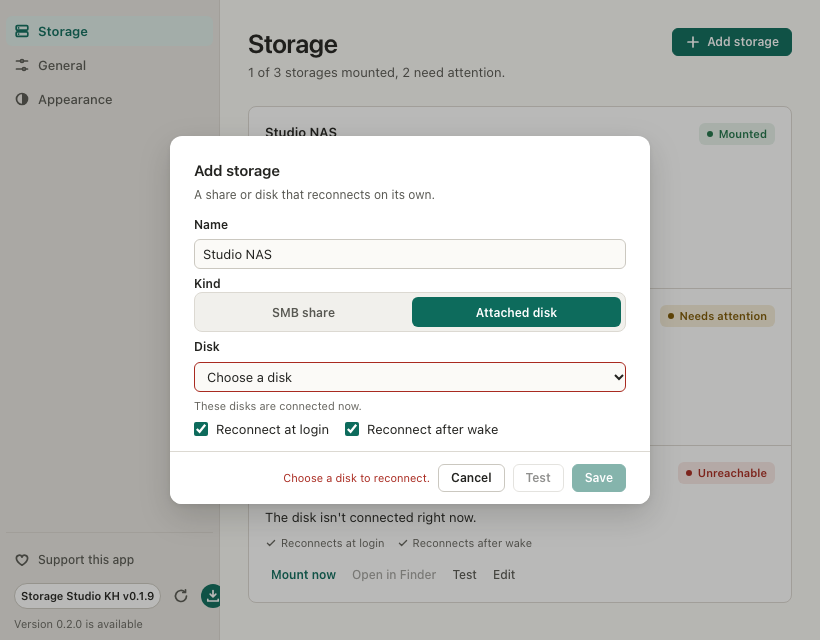 Storage
General
Appearance
Storage
1 of 3 storages mounted, 2 need attention.
Add storage
Studio NAS
Mounted
Needs attention
Unreachable
Add storage
A share or disk that reconnects on its own.
Name
Studio NAS
Kind
SMB share
Attached disk
Disk
Choose a disk
These disks are connected now.
Reconnect at login
Reconnect after wake
Choose a disk to reconnect.
Cancel
Test
Save
The disk isn't connected right now.
Reconnects at login
Reconnects after wake
Mount now
Open in Finder
Test
Edit
Support this app
Storage Studio KH v0.1.9
Version 0.2.0 is available